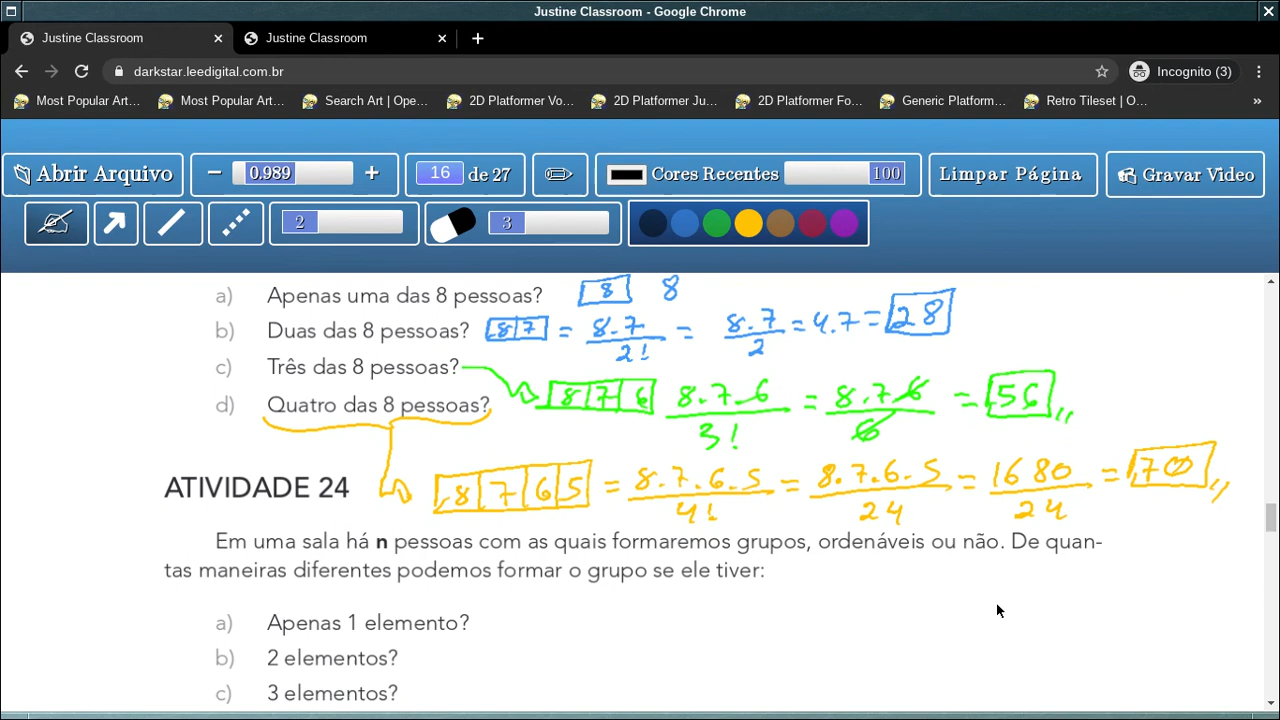 Justine Classroom - Google Chrome
Justine Classroom
Justine Classroom
darkstar.leedigital.com.br
Incognito (3)
Most Popular Art… Most Popular Art… Search Art | Ope… 2D Platformer Vo… 2D Platformer Ju… 2D Platformer Fo… Generic Platform… Retro Tileset | O… »
Abrir Arquivo − 0.989 + 16 de 27 Cores Recentes 100 Limpar Página Gravar Video
2 3
a) Apenas uma das 8 pessoas? 8 8
b) Duas das 8 pessoas? 8 7 = 8.7/2! = 8.7/2 = 4.7 = 28
c) Três das 8 pessoas? 8 7 6 8.7.6/3! = 8.7.6/6 = 56
d) Quatro das 8 pessoas?
8 7 6 5 = 8.7.6.5/4! = 8.7.6.5/24 = 1680/24 = 700
ATIVIDADE 24
Em uma sala há n pessoas com as quais formaremos grupos, ordenáveis ou não. De quan-
tas maneiras diferentes podemos formar o grupo se ele tiver:
a) Apenas 1 elemento?
b) 2 elementos?
c) 3 elementos?